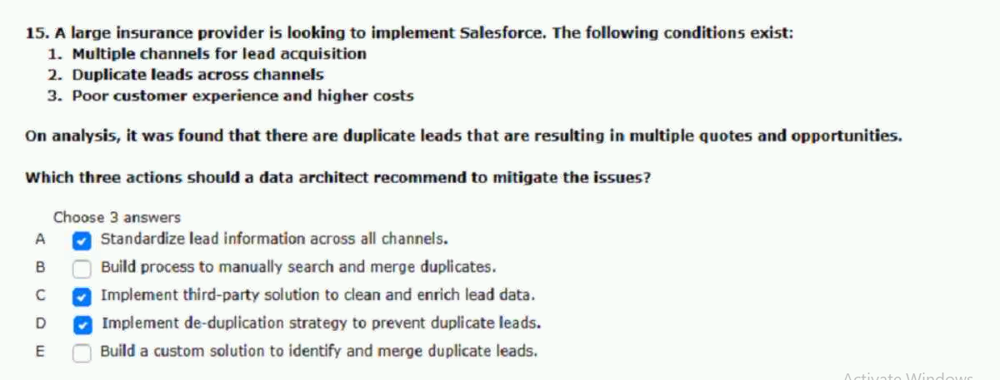 15. A large insurance provider is looking to implement Salesforce. The following conditions exist:
1. Multiple channels for lead acquisition
2. Duplicate leads across channels
3. Poor customer experience and higher costs
On analysis, it was found that there are duplicate leads that are resulting in multiple quotes and opportunities.
Which three actions should a data architect recommend to mitigate the issues?
Choose 3 answers
A Standardize lead information across all channels.
B Build process to manually search and merge duplicates.
C Implement third-party solution to clean and enrich lead data.
D Implement de-duplication strategy to prevent duplicate leads.
E Build a custom solution to identify and merge duplicate leads.
Activate Windows